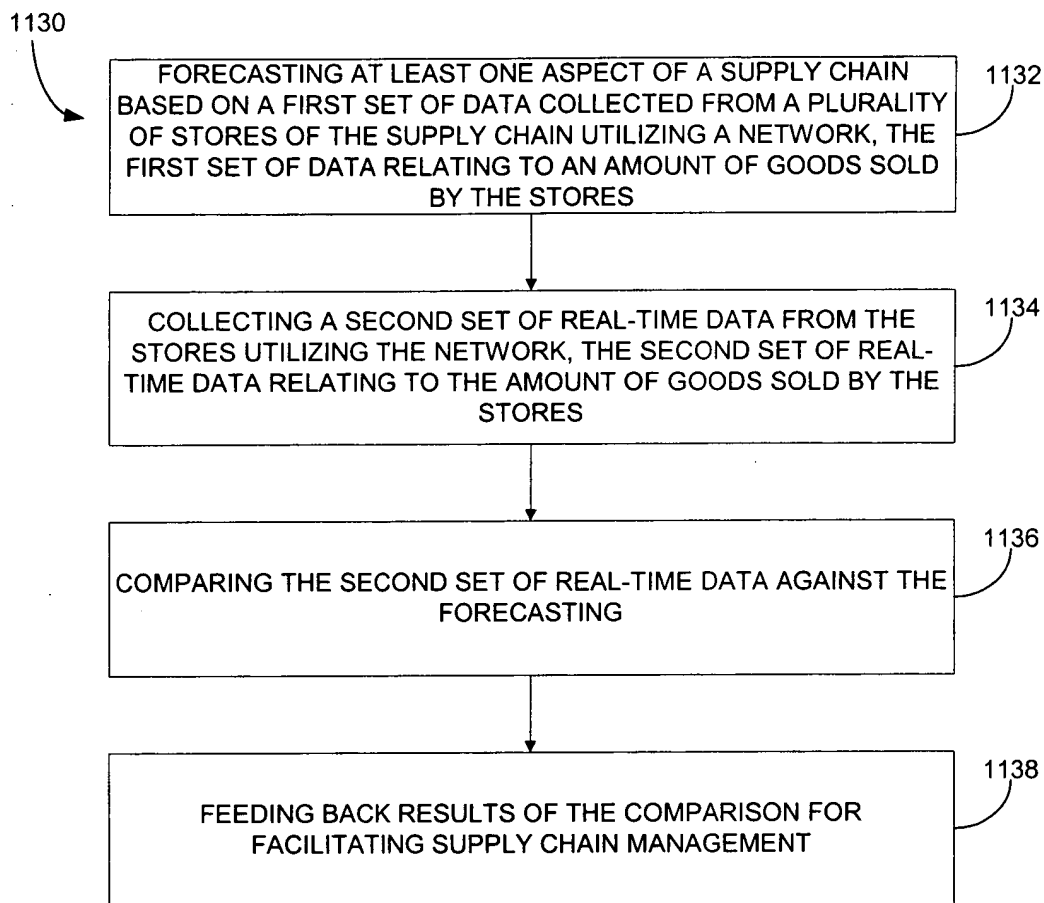 1130
FORECASTING AT LEAST ONE ASPECT OF A SUPPLY CHAIN
BASED ON A FIRST SET OF DATA COLLECTED FROM A PLURALITY
OF STORES OF THE SUPPLY CHAIN UTILIZING A NETWORK, THE
FIRST SET OF DATA RELATING TO AN AMOUNT OF GOODS SOLD
BY THE STORES
1132
COLLECTING A SECOND SET OF REAL-TIME DATA FROM THE
STORES UTILIZING THE NETWORK, THE SECOND SET OF REAL-
TIME DATA RELATING TO THE AMOUNT OF GOODS SOLD BY THE
STORES
1134
COMPARING THE SECOND SET OF REAL-TIME DATA AGAINST THE
FORECASTING
1136
FEEDING BACK RESULTS OF THE COMPARISON FOR
FACILITATING SUPPLY CHAIN MANAGEMENT
1138